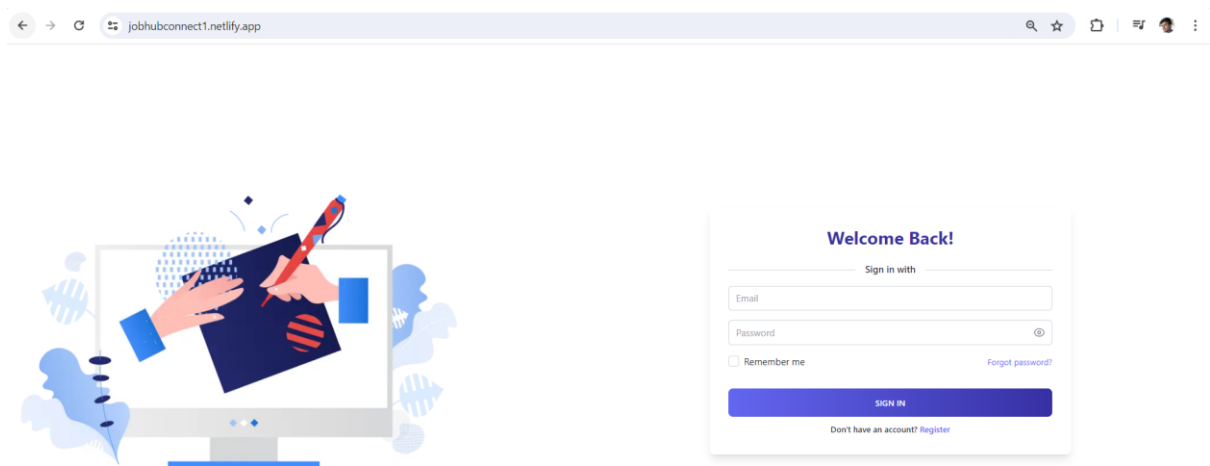 jobhubconnect1.netlify.app
Welcome Back!
Sign in with
Email
Password
Remember me Forgot password?
SIGN IN
Don't have an account? Register